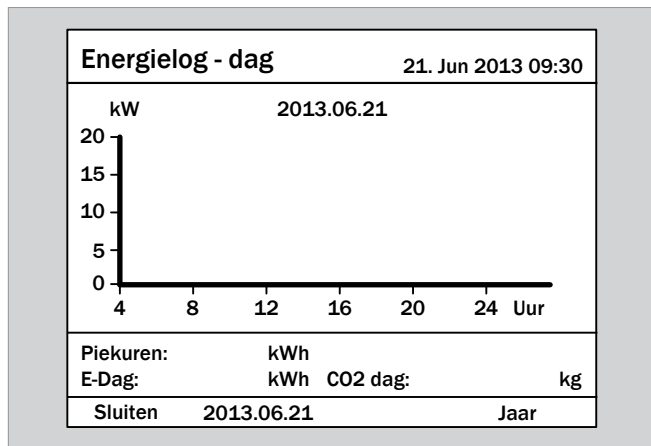 Energielog - dag 21. Jun 2013 09:30
kW 2013.06.21
20
15
10
5
0
4 8 12 16 20 24 Uur
Piekuren: kWh
E-Dag: kWh CO2 dag: kg
Sluiten 2013.06.21 Jaar